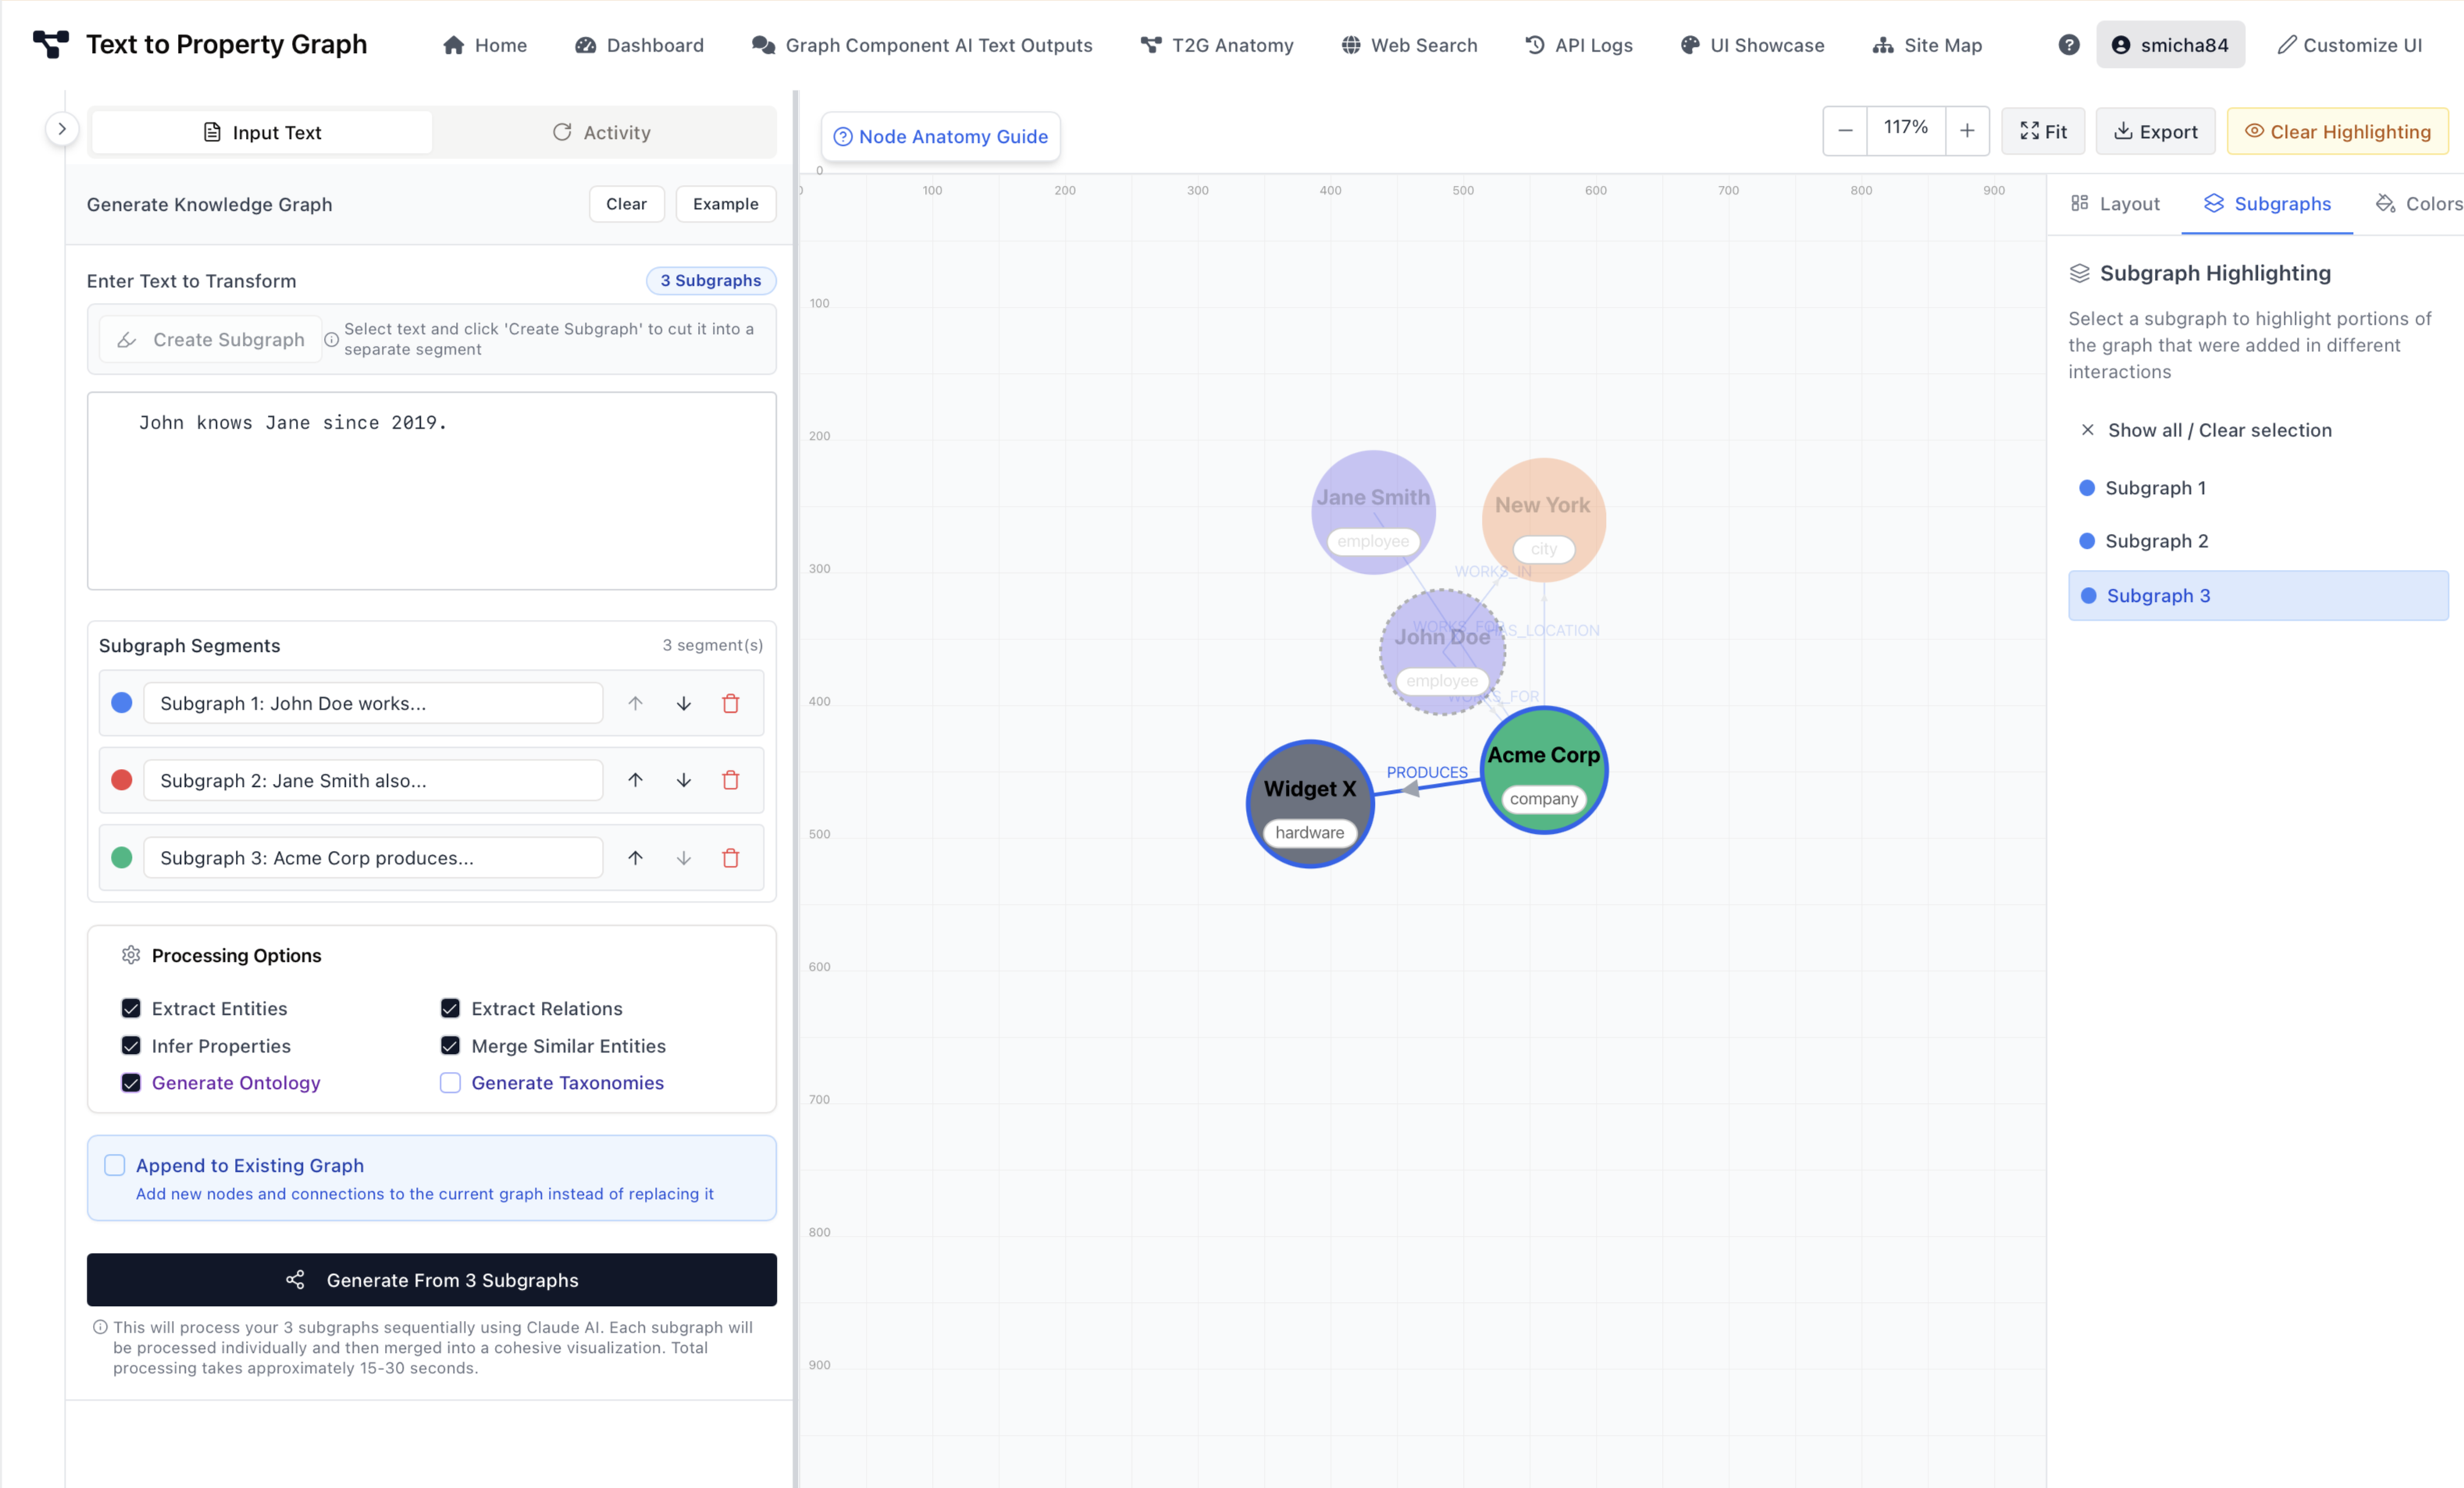 Text to Property Graph
Home
Dashboard
Graph Component AI Text Outputs
T2G Anatomy
Web Search
API Logs
UI Showcase
Site Map
smicha84
Customize UI
Input Text
Activity
Generate Knowledge Graph
Clear
Example
Enter Text to Transform
3 Subgraphs
Create Subgraph
Select text and click 'Create Subgraph' to cut it into a
separate segment
John knows Jane since 2019.
Subgraph Segments
3 segment(s)
Subgraph 1: John Doe works...
Subgraph 2: Jane Smith also...
Subgraph 3: Acme Corp produces...
Processing Options
Extract Entities
Extract Relations
Infer Properties
Merge Similar Entities
Generate Ontology
Generate Taxonomies
Append to Existing Graph
Add new nodes and connections to the current graph instead of replacing it
Generate From 3 Subgraphs
This will process your 3 subgraphs sequentially using Claude AI. Each subgraph will
be processed individually and then merged into a cohesive visualization. Total
processing takes approximately 15-30 seconds.
Node Anatomy Guide
117%
Fit
Export
Clear Highlighting
0
100
200
300
400
500
600
700
800
900
100
200
300
400
500
600
700
800
900
Jane Smith
employee
New York
city
WORKS_IN
John Doe
employee
Acme Corp
company
PRODUCES
Widget X
hardware
Layout
Subgraphs
Colors
Subgraph Highlighting
Select a subgraph to highlight portions of
the graph that were added in different
interactions
Show all / Clear selection
Subgraph 1
Subgraph 2
Subgraph 3